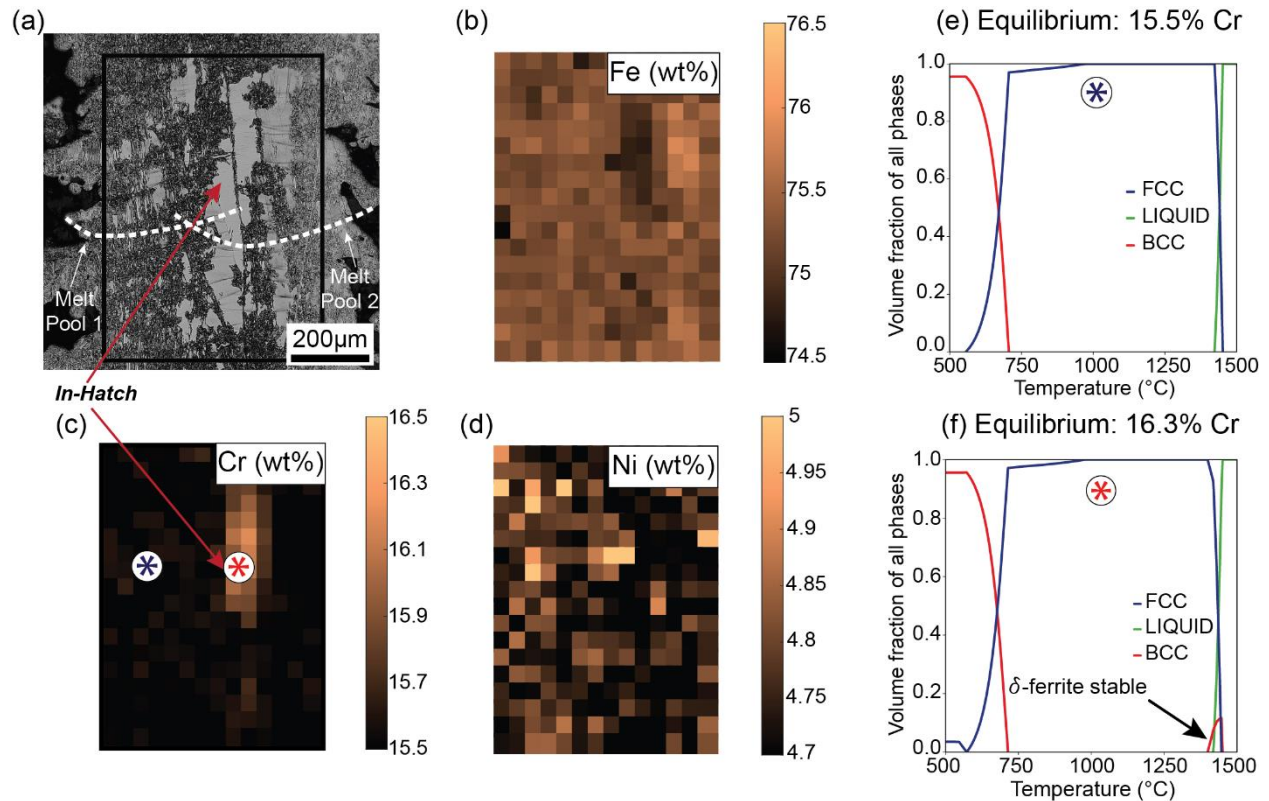 (a)
Melt
Pool 1
Melt
Pool 2
200µm
In-Hatch
(b)
Fe (wt%)
76.5
76
75.5
75
74.5
(c)
Cr (wt%)
*
*
16.5
16.3
16.1
15.9
15.7
15.5
(d)
Ni (wt%)
5
4.95
4.9
4.85
4.8
4.75
4.7
(e) Equilibrium: 15.5% Cr
Volume fraction of all phases
1.0
0.8
0.6
0.4
0.2
0.0
*
FCC
LIQUID
BCC
500
750
1000
1250
1500
Temperature (°C)
(f) Equilibrium: 16.3% Cr
Volume fraction of all phases
1.0
0.8
0.6
0.4
0.2
0.0
*
FCC
LIQUID
BCC
δ-ferrite stable
500
750
1000
1250
1500
Temperature (°C)